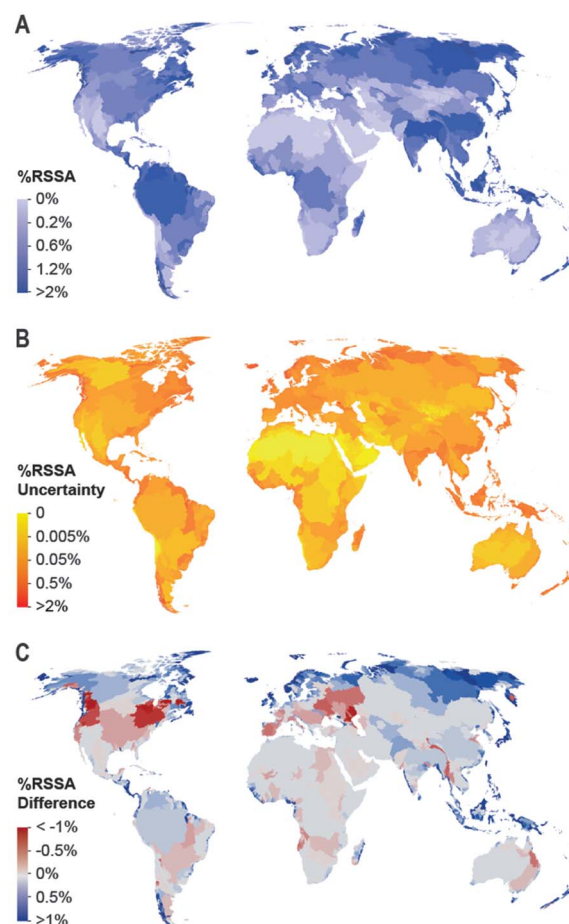 A
%RSSA
0%
0.2%
0.6%
1.2%
>2%
B
%RSSA
Uncertainty
0
0.005%
0.05%
0.5%
>2%
C
%RSSA
Difference
< -1%
-0.5%
0%
0.5%
>1%